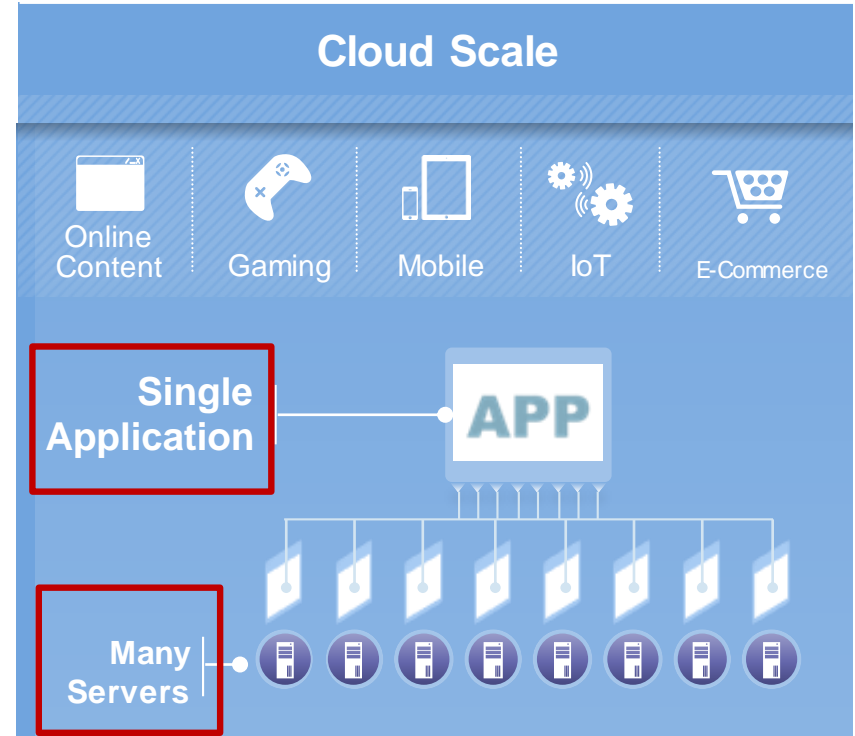 Cloud Scale
Online
Content
Gaming
Mobile
IoT
E-Commerce
Single
Application
APP
Many
Servers